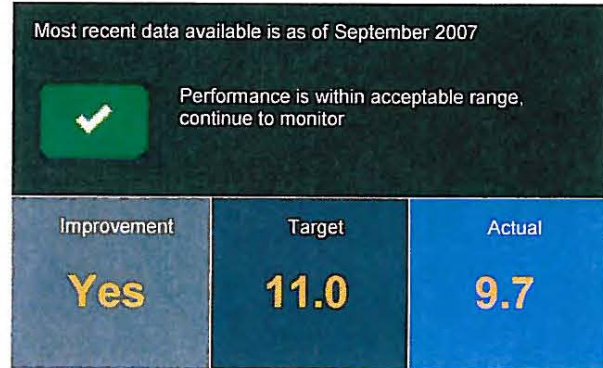 Most recent data available is as of September 2007
Performance is within acceptable range,
continue to monitor
Improvement
Target
Actual
Yes
11.0
9.7